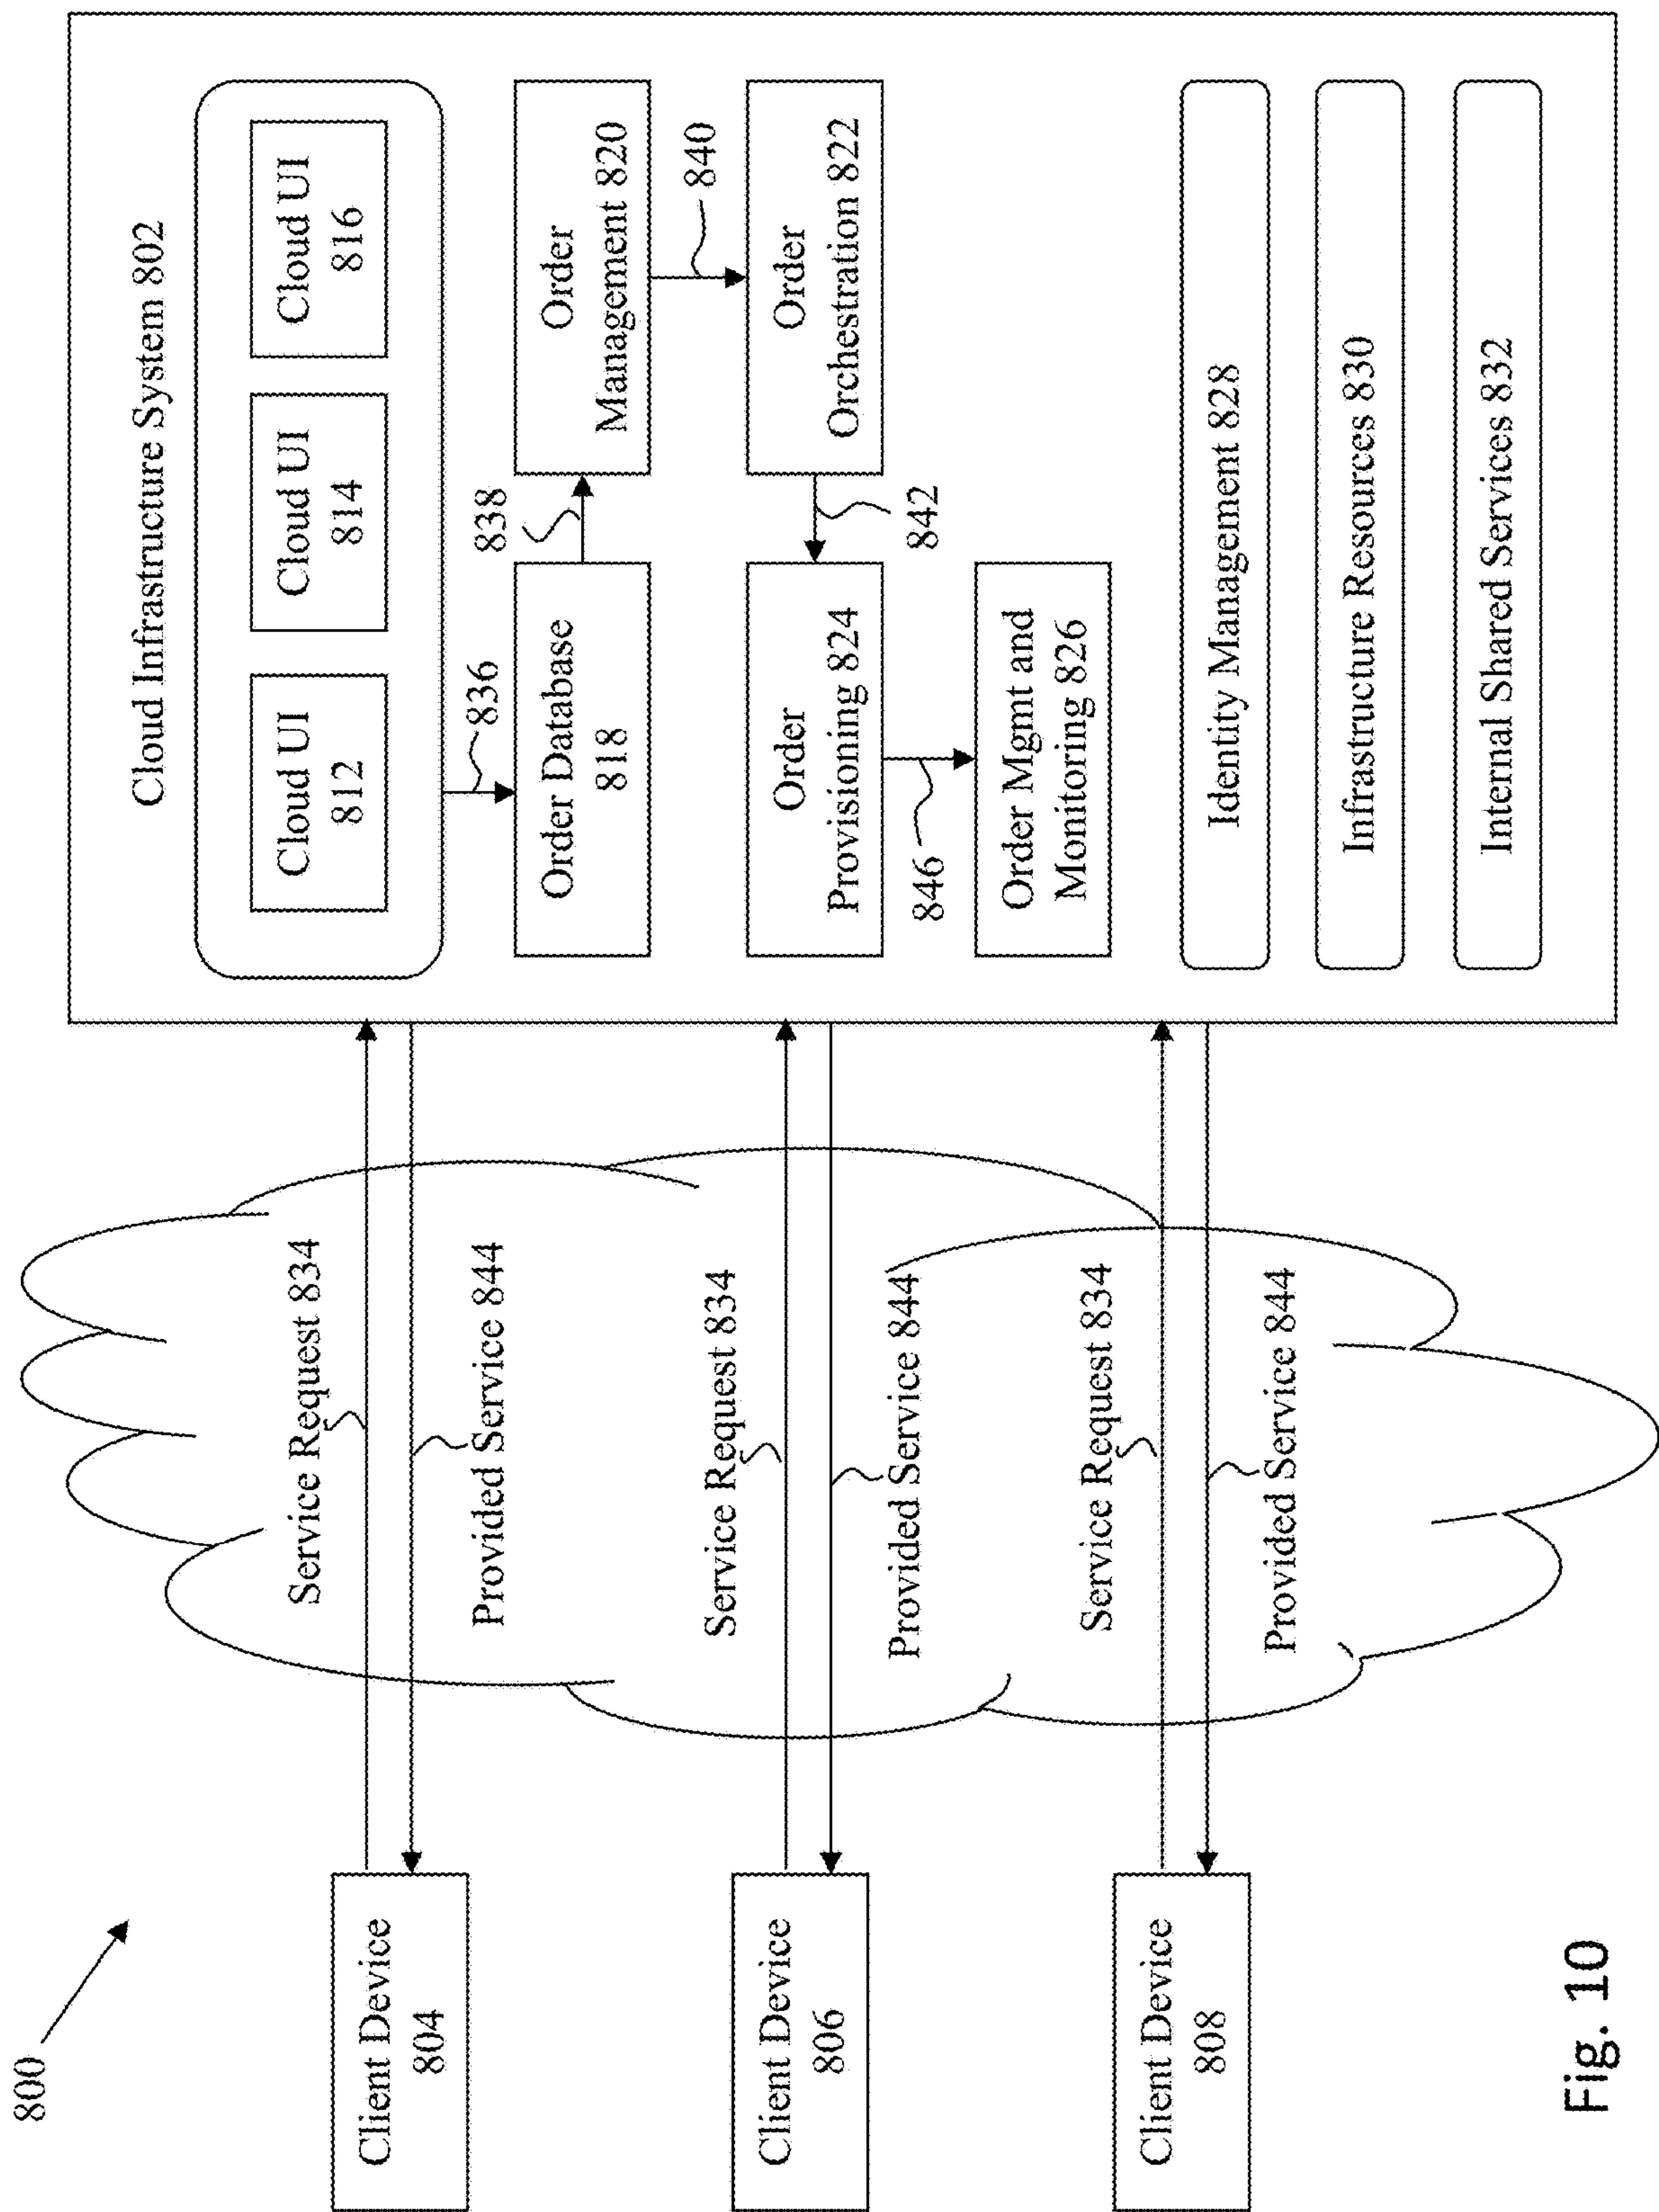 800
Cloud Infrastructure System 802
Cloud UI
812
Cloud UI
814
Cloud UI
816
836
Order Database
818
838
Order
Management 820
840
Order
Provisioning 824
842
Order
Orchestration 822
846
Order Mgmt and
Monitoring 826
Identity Management 828
Infrastructure Resources 830
Internal Shared Services 832
Client Device
804
Service Request 834
Provided Service 844
Client Device
806
Service Request 834
Provided Service 844
Client Device
808
Service Request 834
Provided Service 844
Fig. 10